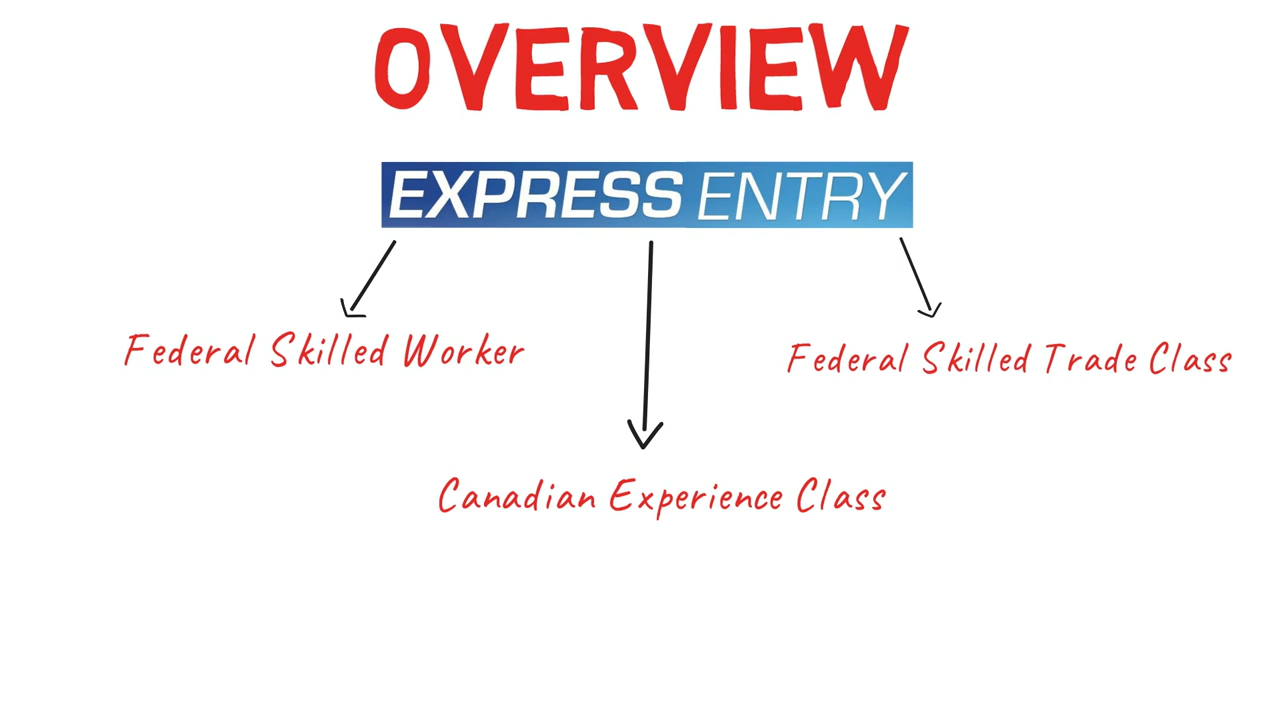 OVERVIEW
EXPRESS ENTRY
Federal Skilled Worker
Federal Skilled Trade Class
Canadian Experience Class